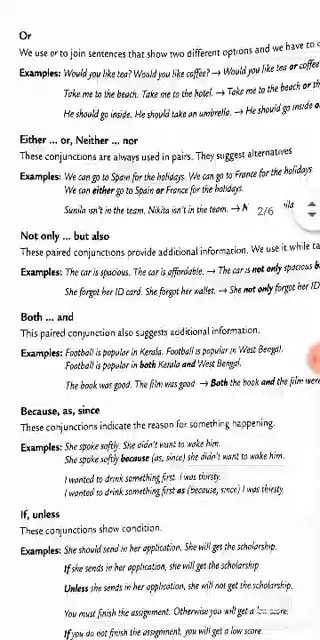 Or
We use or to join sentences that show two different options and we have to
Examples: Would you like tea? Would you like coffee? → Would you like tea or coffee
Take me to the beach. Take me to the hotel. → Take me to the beach or
He should go inside. He should take an umbrella. → He should go inside
Either ... or, Neither ... nor
These conjunctions are always used in pairs. They suggest alternatives
Examples: We can go to Spain for the holidays. We can go to France for the holidays
We can either go to Spain or France for the holidays.
Sunila isn't in the team. Nikita isn't in the team. → N 2/6
Not only ... but also
These paired conjunctions provide additional information. We use it while
Examples: The car is spacious. The car is affordable. → The car is not only spacious
She forgot her ID card. She forgot her wallet. → She not only forgot her ID
Both ... and
This paired conjunction also suggests additional information.
Examples: Football is popular in Kerala. Football is popular in West Bengal.
Football is popular in both Kerala and West Bengal.
The book was good. The film was good → Both the book and the film were
Because, as, since
These conjunctions indicate the reason for something happening.
Examples: She spoke softly. She didn't want to wake him.
She spoke softly because (as, since) she didn't want to wake him.
I wanted to drink something first. I was thirsty.
I wanted to drink something first as (because, since) I was thirsty.
If, unless
These conjunctions show condition.
Examples: She should send in her application. She will get the scholarship.
If she sends in her application, she will get the scholarship
Unless she sends in her application, she will not get the scholarship.
You must finish the assignment. Otherwise you will get a low score.
If you do not finish the assignment, you will get a low score